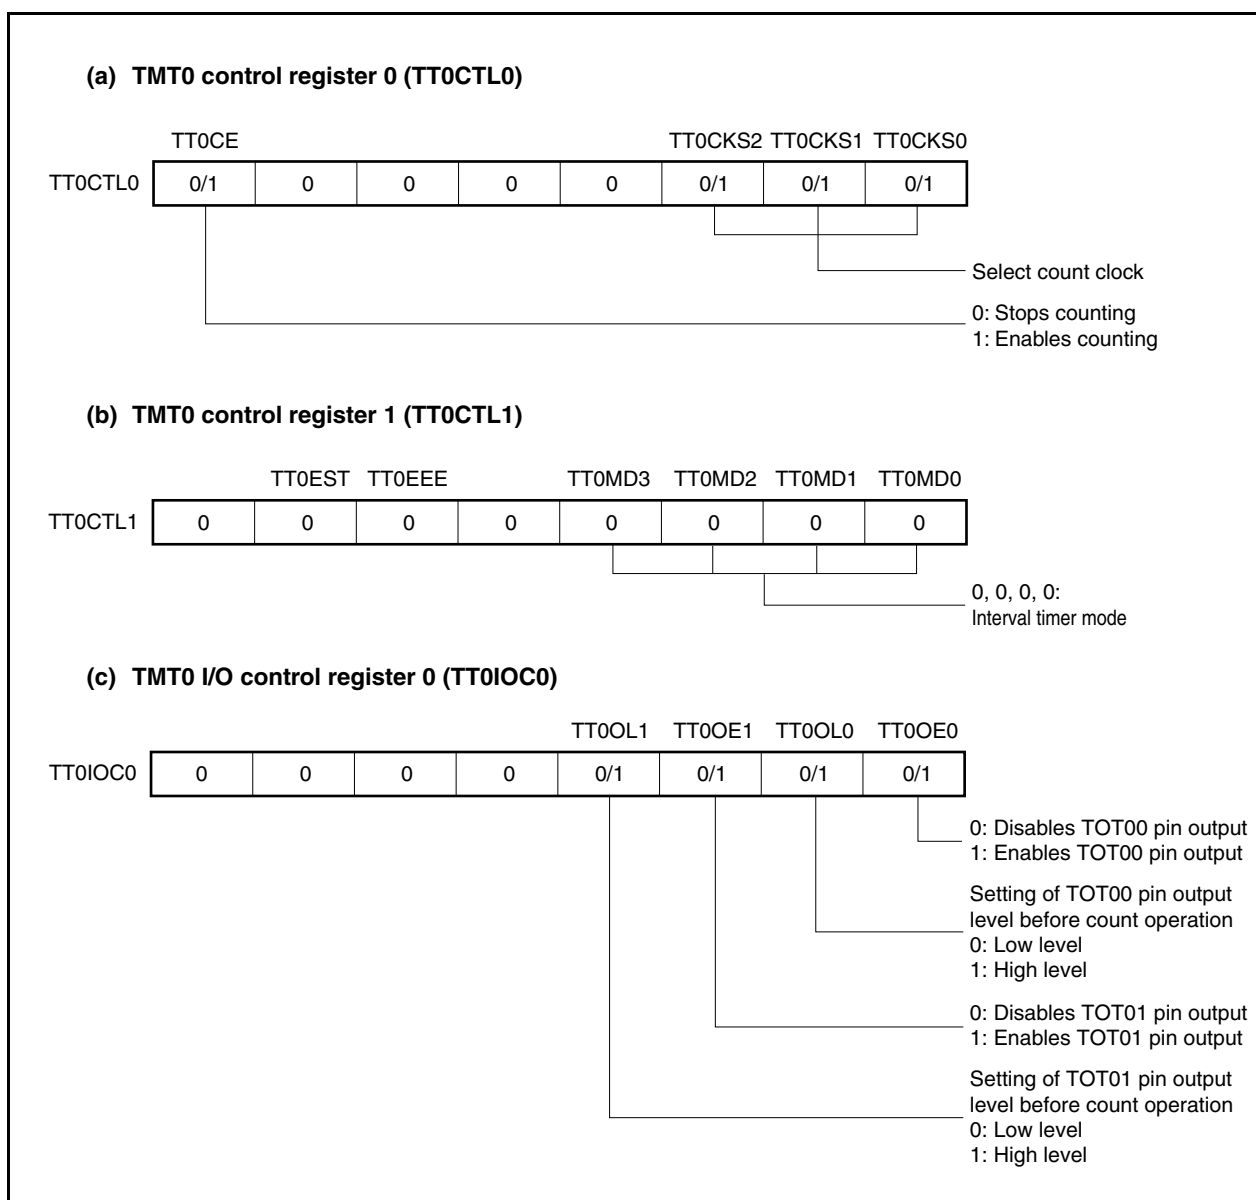 (a) TMT0 control register 0 (TT0CTL0)
TT0CE TT0CKS2 TT0CKS1 TT0CKS0
TT0CTL0 0/1 0 0 0 0 0/1 0/1 0/1
Select count clock
0: Stops counting
1: Enables counting
(b) TMT0 control register 1 (TT0CTL1)
TT0EST TT0EEE TT0MD3 TT0MD2 TT0MD1 TT0MD0
TT0CTL1 0 0 0 0 0 0 0 0
0, 0, 0, 0:
Interval timer mode
(c) TMT0 I/O control register 0 (TT0IOC0)
TT0OL1 TT0OE1 TT0OL0 TT0OE0
TT0IOC0 0 0 0 0 0/1 0/1 0/1 0/1
0: Disables TOT00 pin output
1: Enables TOT00 pin output
Setting of TOT00 pin output
level before count operation
0: Low level
1: High level
0: Disables TOT01 pin output
1: Enables TOT01 pin output
Setting of TOT01 pin output
level before count operation
0: Low level
1: High level